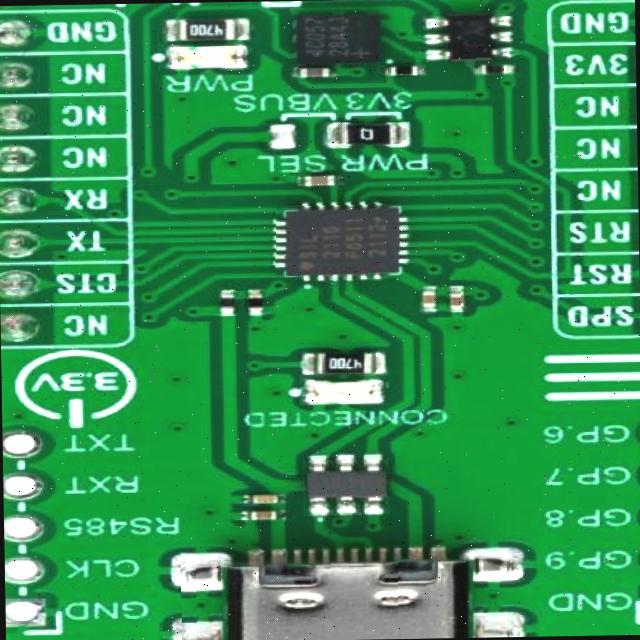 GND
GP.9
GP.8
GP.7
GP.6
SPD
RST
RTS
NC
NC
NC
3V3
GND
CONNECTED
4700
PWR SEL
0
3V3 VBUS
PWR
4700
GND
CLK
RS485
RXT
TXT
3.3V
NC
CTS
TX
RX
NC
NC
NC
GND